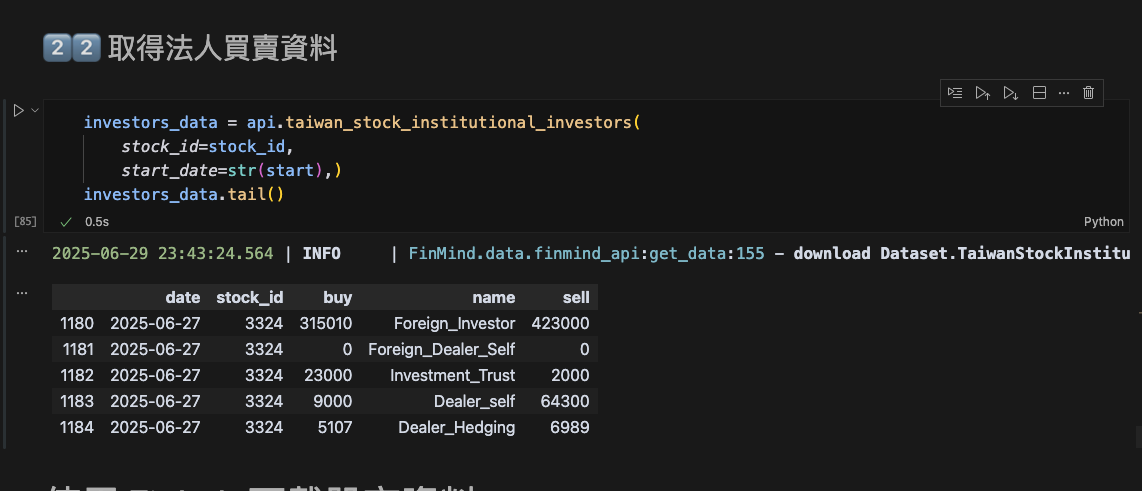 2️⃣2️⃣ 取得法人買賣資料
investors_data = api.taiwan_stock_institutional_investors(
stock_id=stock_id,
start_date=str(start),)
investors_data.tail()
[85] ✓ 0.5s Python
... 2025-06-29 23:43:24.564 | INFO | FinMind.data.finmind_api:get_data:155 - download Dataset.TaiwanStockInstitu
...
date stock_id buy name sell
1180 2025-06-27 3324 315010 Foreign_Investor 423000
1181 2025-06-27 3324 0 Foreign_Dealer_Self 0
1182 2025-06-27 3324 23000 Investment_Trust 2000
1183 2025-06-27 3324 9000 Dealer_self 64300
1184 2025-06-27 3324 5107 Dealer_Hedging 6989